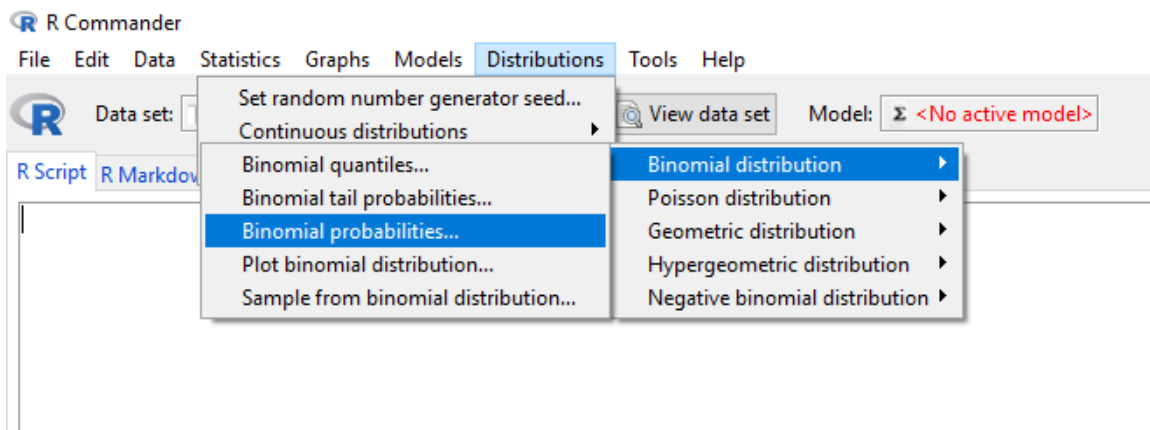 R R Commander
File Edit Data Statistics Graphs Models Distributions Tools Help
R Data set: View data set Model: Σ <No active model>
Set random number generator seed...
Continuous distributions
R Script
Binomial quantiles... Binomial distribution
Binomial tail probabilities... Poisson distribution
Binomial probabilities... Geometric distribution
Plot binomial distribution... Hypergeometric distribution
Sample from binomial distribution... Negative binomial distribution